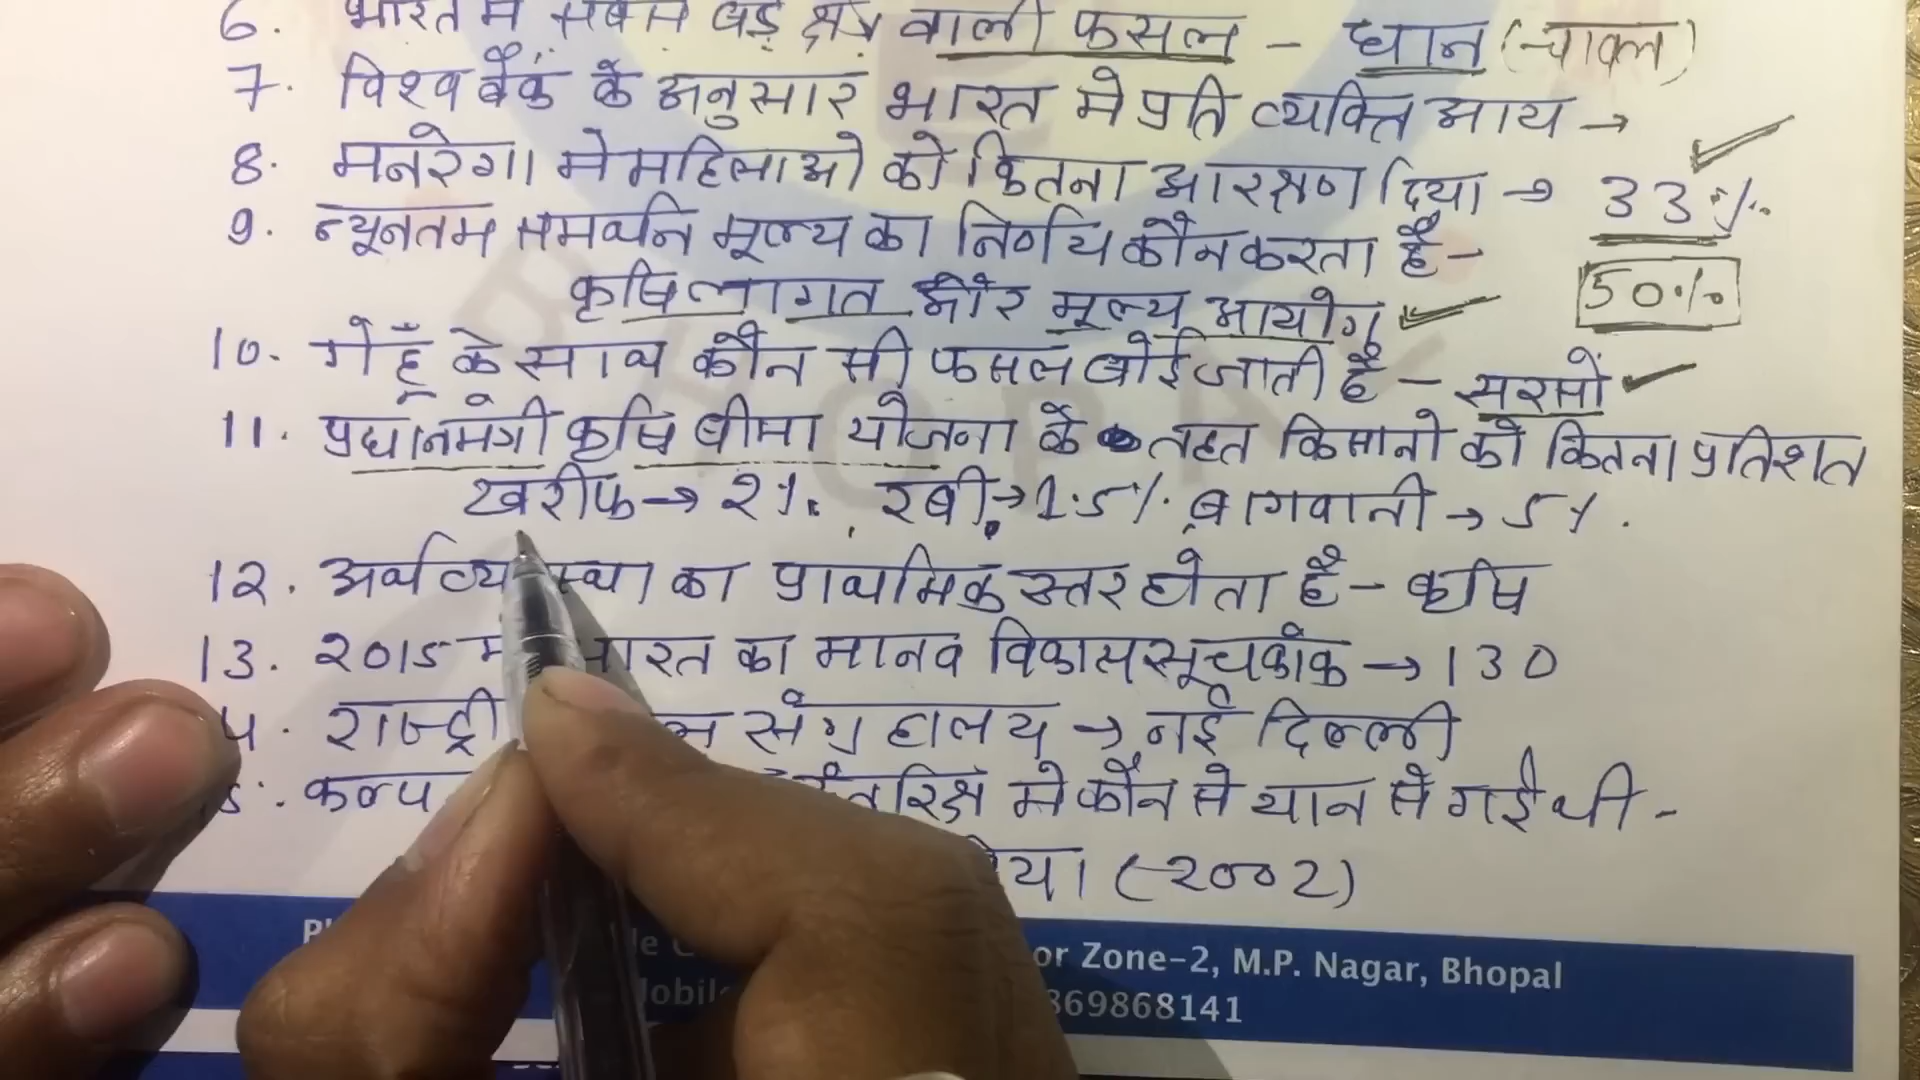 6. भारत मे सबसे बड़े क्षेत्र वाली फसल - धान (चावल)
7. विश्व बैंक के अनुसार भारत मे प्रति व्यक्ति आय →
8. मनरेगा मे महिलाओ को कितना आरक्षण दिया → 33%
9. न्यूनतम समर्थन मूल्य का निर्णय कौन करता है -
50%
कृषि लागत और मूल्य आयोग
10. गेहूँ के साथ कौन सी फसल बोई जाती है - सरसों
11. प्रधानमंत्री कृषि बीमा योजना के तहत किसानो को कितना प्रतिशत
खरीफ → 2%, रबी → 1.5%, बागवानी → 5%.
12. अर्थव्यवस्था का प्राथमिक स्तर होता है - कृषि
13. 2015 मे भारत का मानव विकास सूचकांक → 130
राष्ट्री संग्रहालय → नई दिल्ली
कल्प अंतरिक्ष मे कौन से यान से गई थी -
(-2002)
or Zone-2, M.P. Nagar, Bhopal
869868141
BHOPAL